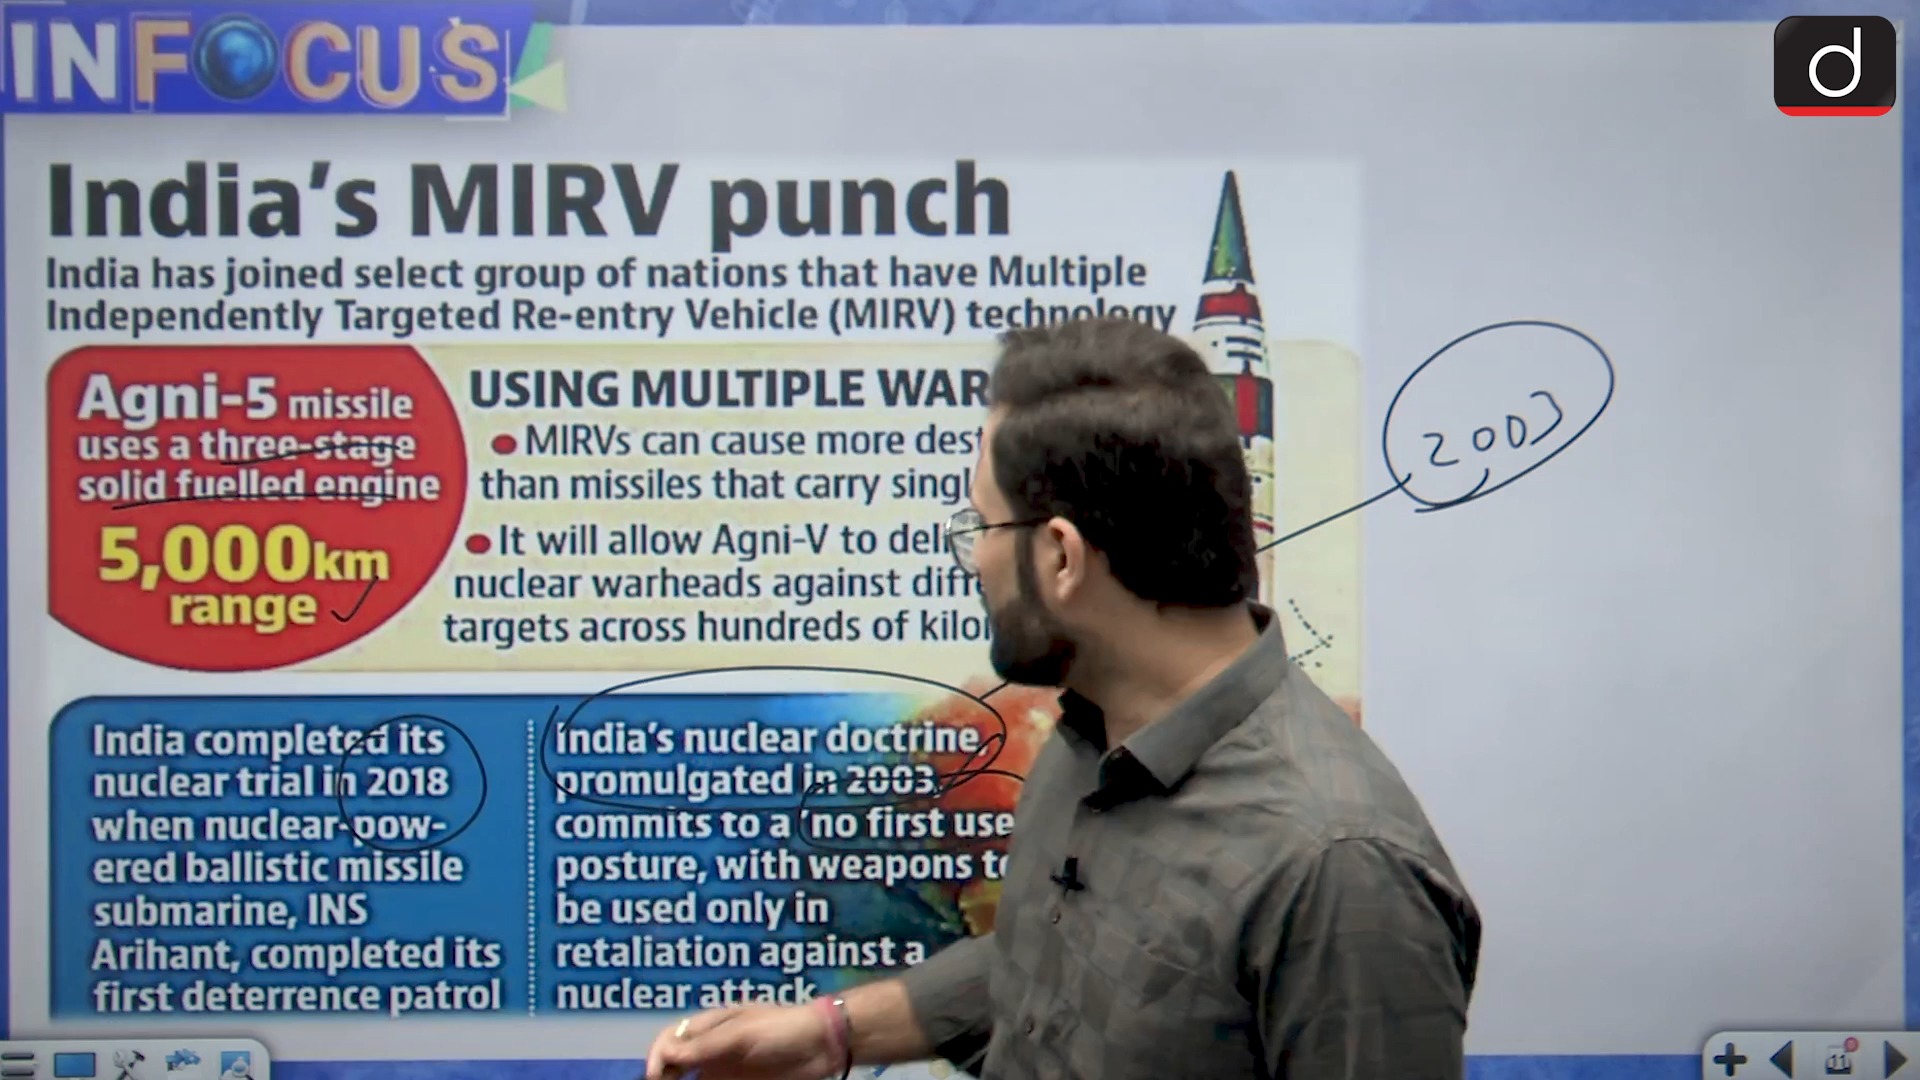 INFOCUS
d
India's MIRV punch
India has joined select group of nations that have Multiple
Independently Targeted Re-entry Vehicle (MIRV) technology
Agni-5 missile
uses a three-stage
solid fuelled engine
5,000km
range
USING MULTIPLE WAR
MIRVs can cause more dest
than missiles that carry singl
It will allow Agni-V to deli
nuclear warheads against diffe
targets across hundreds of kilo
2003
India completed its
nuclear trial in 2018
when nuclear-pow-
ered ballistic missile
submarine, INS
Arihant, completed its
first deterrence patrol
India's nuclear doctrine,
promulgated in 2003,
commits to a 'no first use
posture, with weapons to
be used only in
retaliation against a
nuclear attack
11